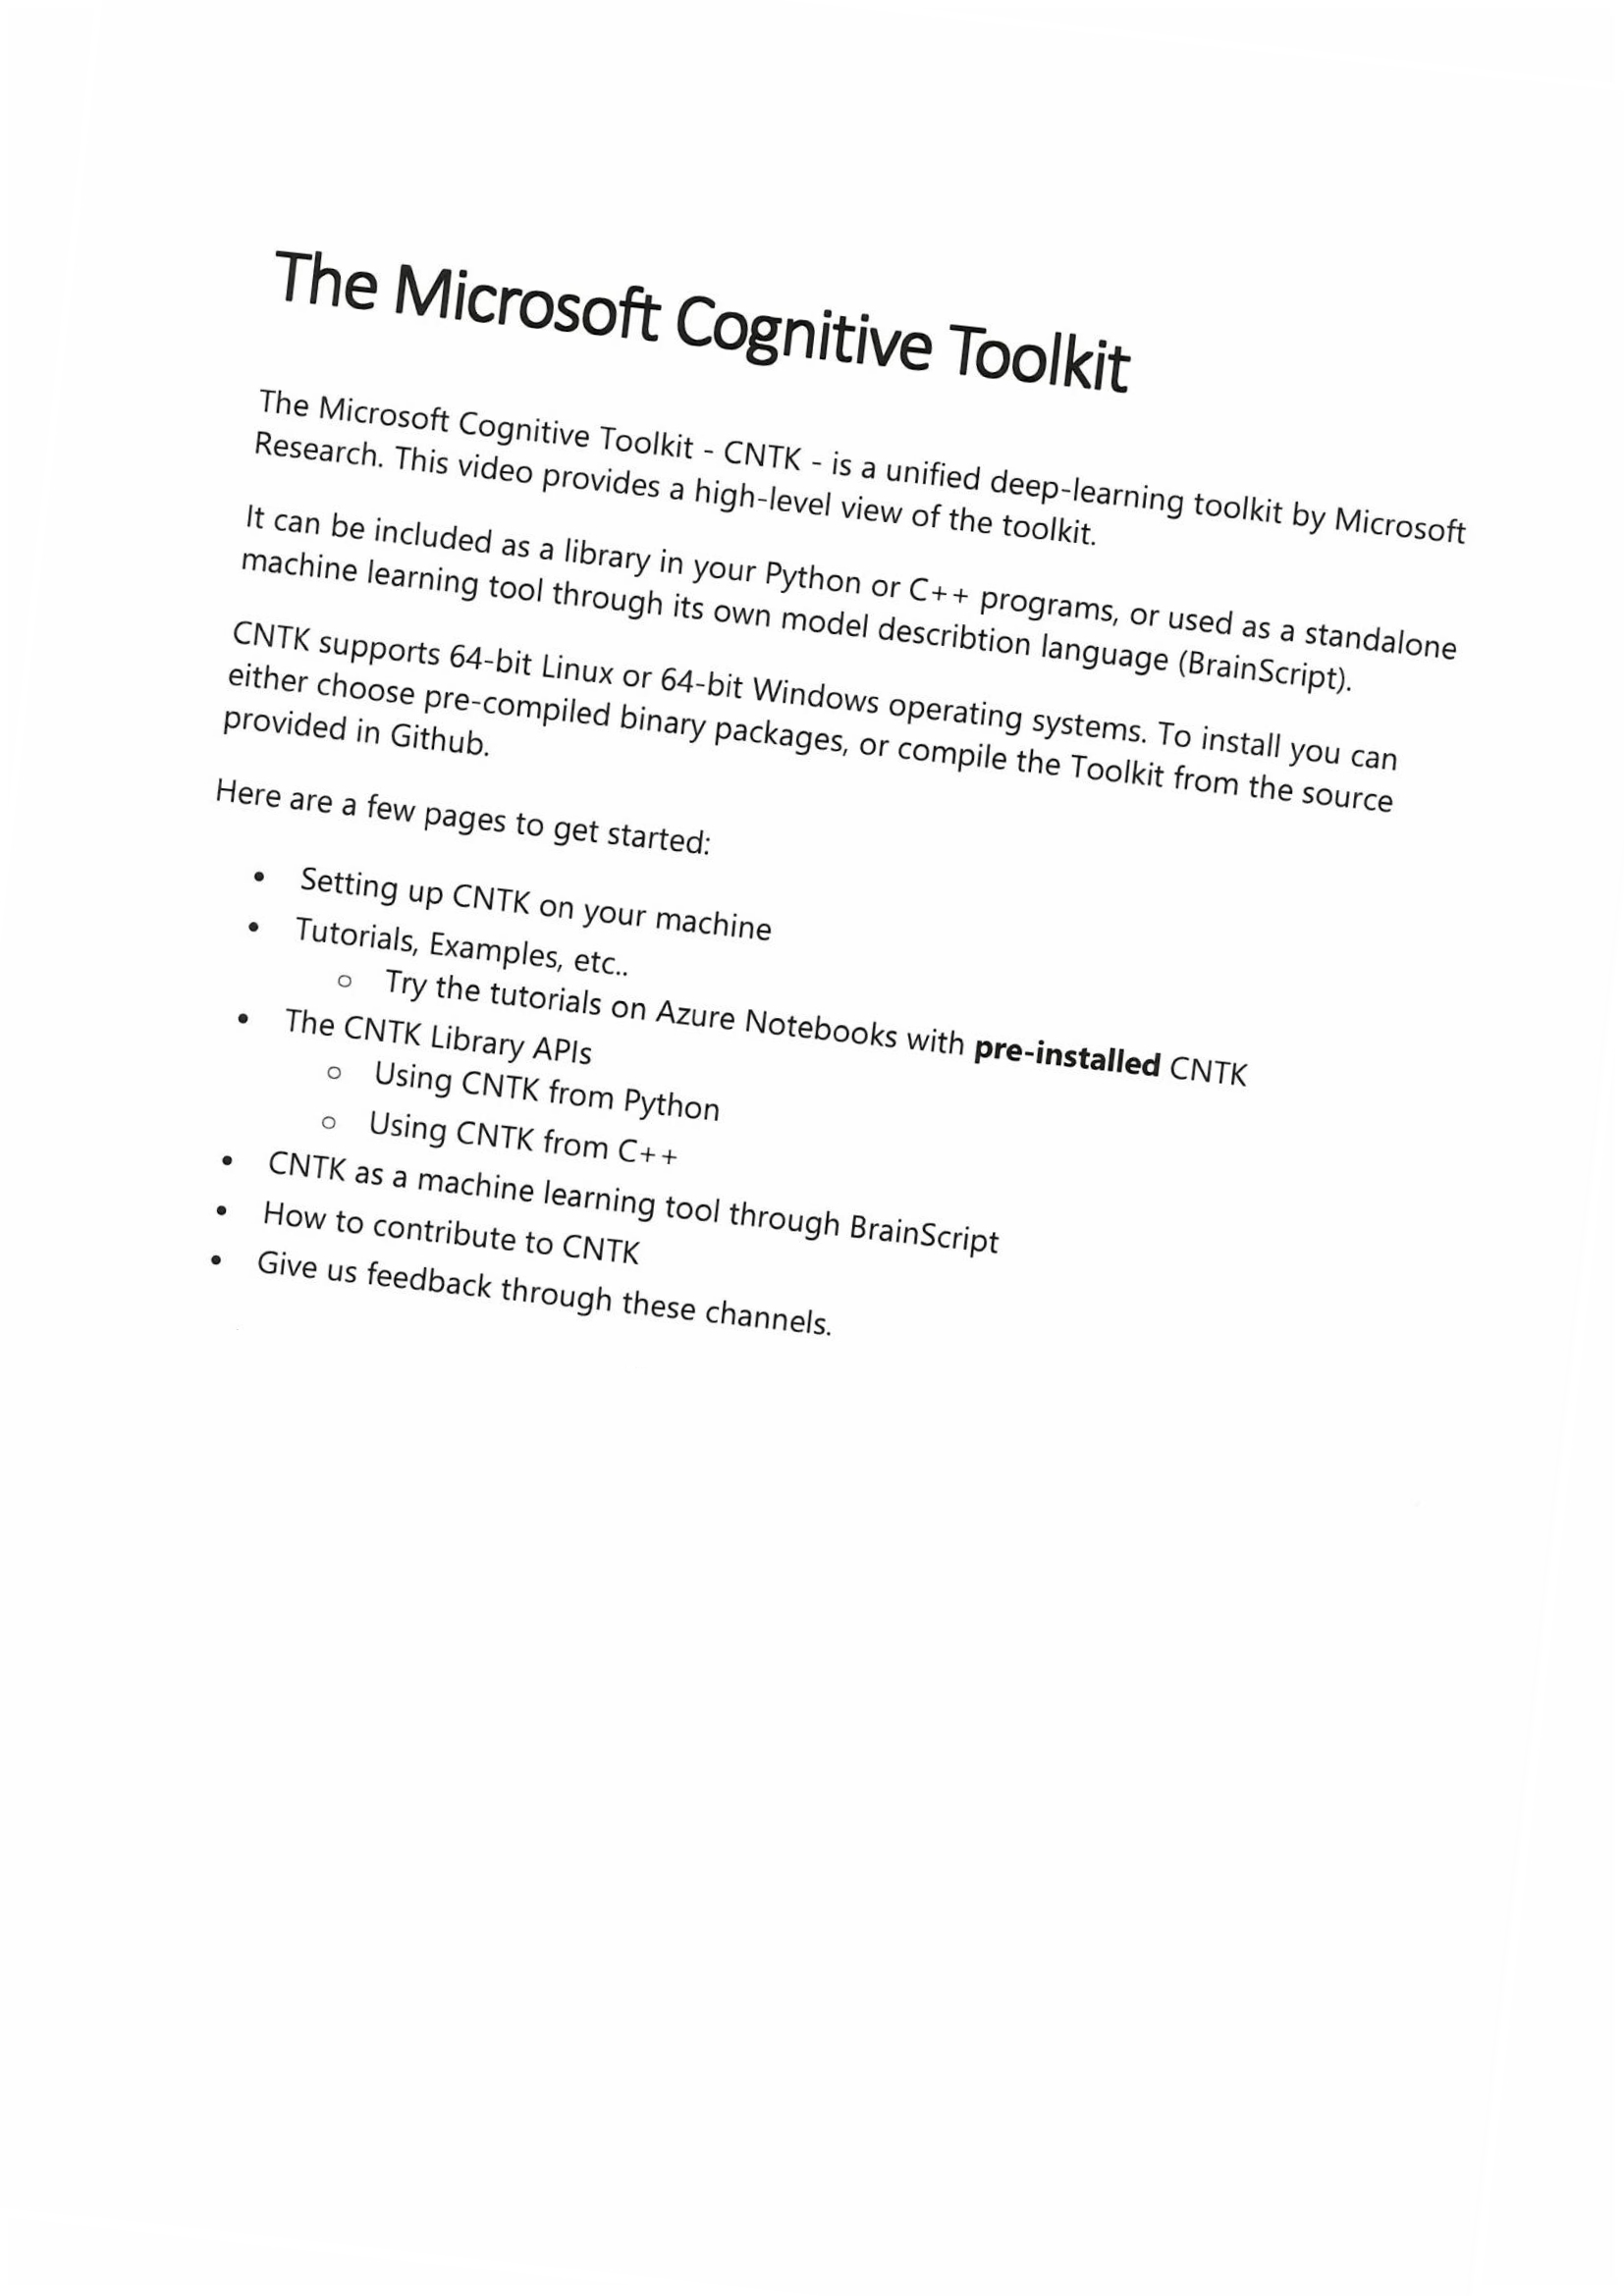 The Microsoft Cognitive Toolkit
The Microsoft Cognitive Toolkit - CNTK - is a unified deep-learning toolkit by Microsoft
Research. This video provides a high-level view of the toolkit.
It can be included as a library in your Python or C++ programs, or used as a standalone
machine learning tool through its own model describtion language (BrainScript).
CNTK supports 64-bit Linux or 64-bit Windows operating systems. To install you can
either choose pre-compiled binary packages, or compile the Toolkit from the source
provided in Github.
Here are a few pages to get started:
• Setting up CNTK on your machine
• Tutorials, Examples, etc..
o Try the tutorials on Azure Notebooks with pre-installed CNTK
• The CNTK Library APIs
o Using CNTK from Python
o Using CNTK from C++
• CNTK as a machine learning tool through BrainScript
• How to contribute to CNTK
• Give us feedback through these channels.